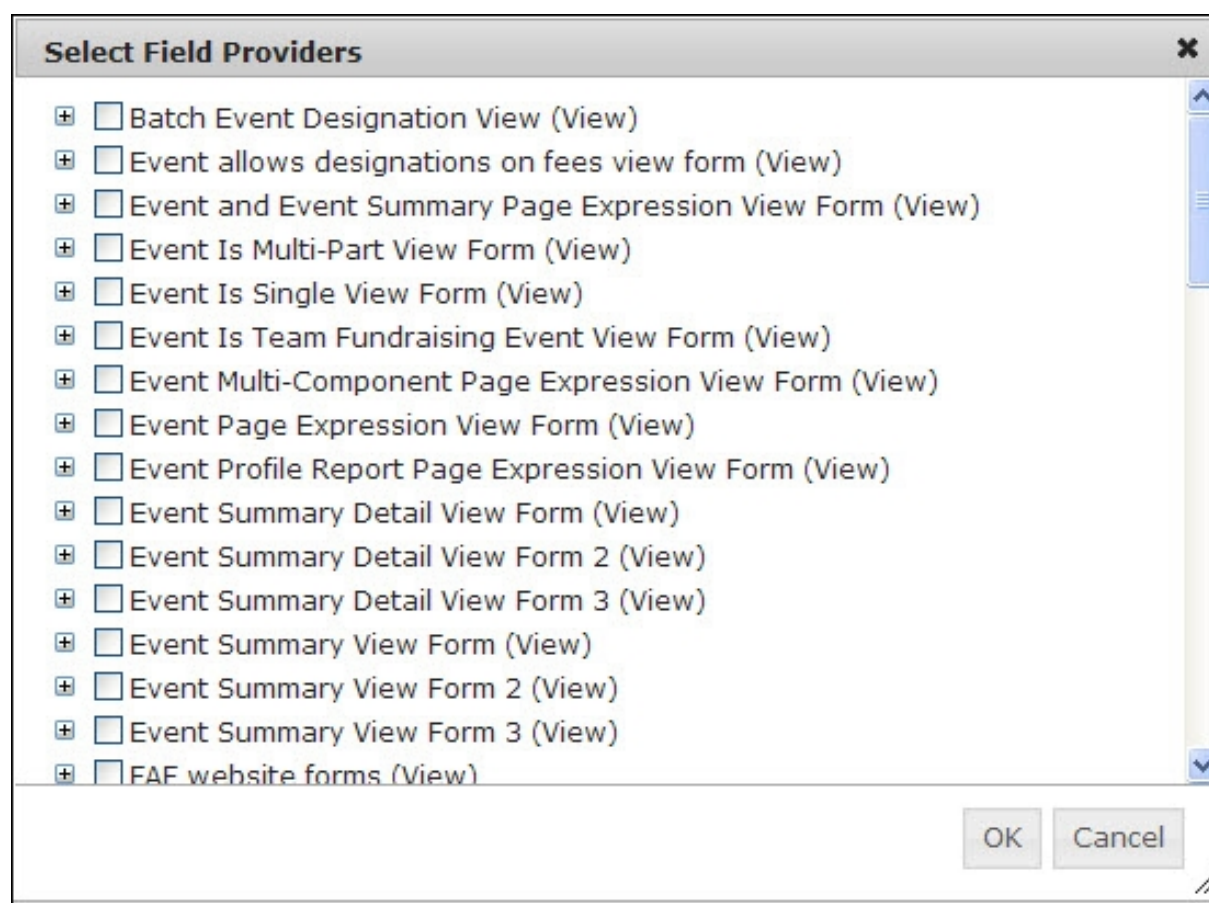 Select Field Providers
Batch Event Designation View (View)
Event allows designations on fees view form (View)
Event and Event Summary Page Expression View Form (View)
Event Is Multi-Part View Form (View)
Event Is Single View Form (View)
Event Is Team Fundraising Event View Form (View)
Event Multi-Component Page Expression View Form (View)
Event Page Expression View Form (View)
Event Profile Report Page Expression View Form (View)
Event Summary Detail View Form (View)
Event Summary Detail View Form 2 (View)
Event Summary Detail View Form 3 (View)
Event Summary View Form (View)
Event Summary View Form 2 (View)
Event Summary View Form 3 (View)
FAF website forms (View)
OK Cancel